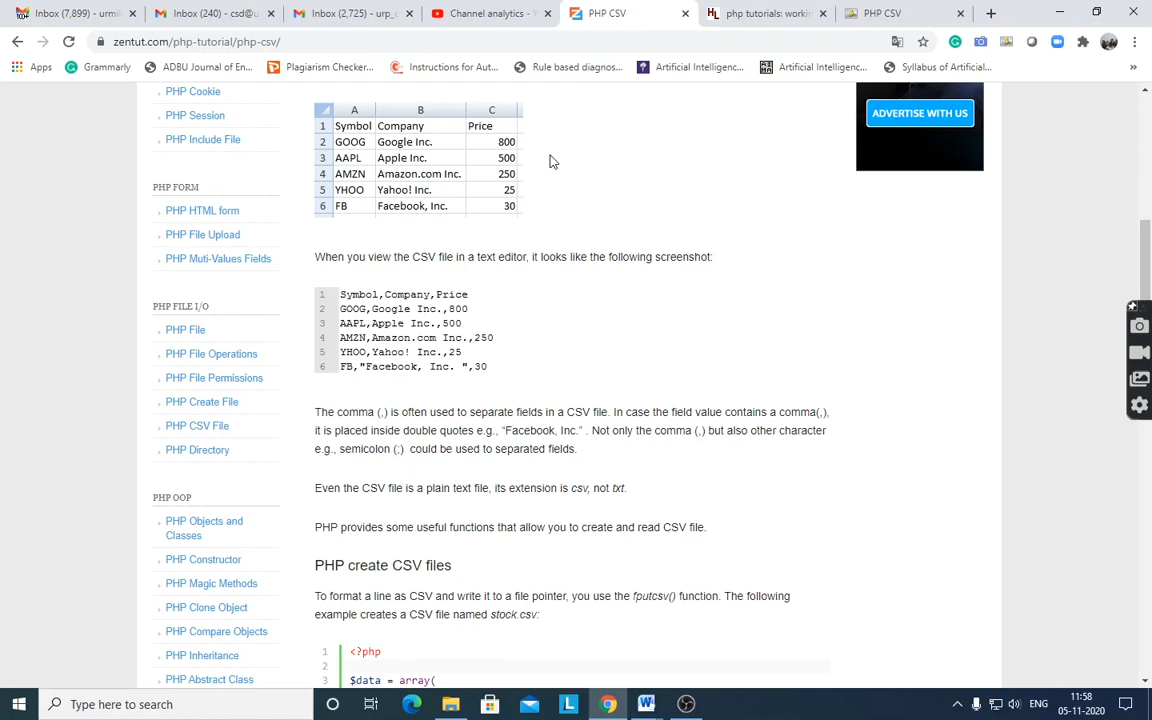 Inbox (7,899) - urmil
Inbox (240) - csd@u
Inbox (2,725) - urp_c
Channel analytics - Y
PHP CSV
php tutorials: workin
PHP CSV
zentut.com/php-tutorial/php-csv/
Apps
Grammarly
ADBU Journal of En...
Plagiarism Checker...
Instructions for Aut...
Rule based diagnos...
Artificial Intelligenc...
Artificial Intelligenc...
Syllabus of Artificial...
»
PHP Cookie
PHP Session
PHP Include File
PHP FORM
PHP HTML form
PHP File Upload
PHP Muti-Values Fields
PHP FILE I/O
PHP File
PHP File Operations
PHP File Permissions
PHP Create File
PHP CSV File
PHP Directory
PHP OOP
PHP Objects and
Classes
PHP Constructor
PHP Magic Methods
PHP Clone Object
PHP Compare Objects
PHP Inheritance
PHP Abstract Class
A B C
1 Symbol Company Price
2 GOOG Google Inc. 800
3 AAPL Apple Inc. 500
4 AMZN Amazon.com Inc. 250
5 YHOO Yahoo! Inc. 25
6 FB Facebook, Inc. 30
When you view the CSV file in a text editor, it looks like the following screenshot:
1 Symbol,Company,Price
2 GOOG,Google Inc.,800
3 AAPL,Apple Inc.,500
4 AMZN,Amazon.com Inc.,250
5 YHOO,Yahoo! Inc.,25
6 FB,"Facebook, Inc. ",30
The comma (,) is often used to separate fields in a CSV file. In case the field value contains a comma(,),
it is placed inside double quotes e.g., “Facebook, Inc.” . Not only the comma (,) but also other character
e.g., semicolon (;) could be used to separated fields.
Even the CSV file is a plain text file, its extension is csv, not txt.
PHP provides some useful functions that allow you to create and read CSV file.
PHP create CSV files
To format a line as CSV and write it to a file pointer, you use the fputcsv() function. The following
example creates a CSV file named stock.csv:
1 <?php
2
3 $data = array(
ADVERTISE WITH US
Type here to search
ENG
11:58
05-11-2020